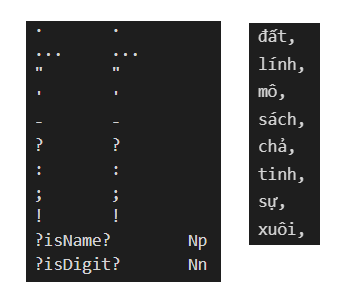 . .
... ...
" "
' '
- -
? ?
: :
; ;
! !
?isName? Np
?isDigit? Nn
đất,
lính,
mô,
sách,
chả,
tinh,
sự,
xuôi,